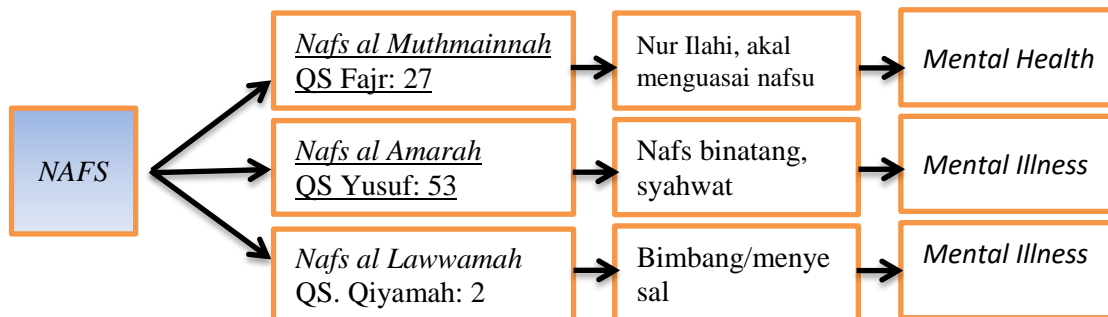 NAFS
Nafs al Muthmainnah
QS Fajr: 27
Nur Ilahi, akal
menguasai nafsu
Mental Health
Nafs al Amarah
QS Yusuf: 53
Nafs binatang,
syahwat
Mental Illness
Nafs al Lawwamah
QS. Qiyamah: 2
Bimbang/menye
sal
Mental Illness